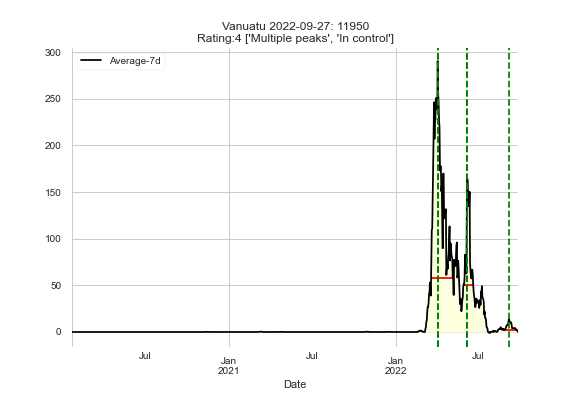 Vanuatu 2022-09-27: 11950
Rating:4 ['Multiple peaks', 'In control']
Average-7d
300
250
200
150
100
50
0
Jul
Jan
2021
Jul
Jan
2022
Jul
Date